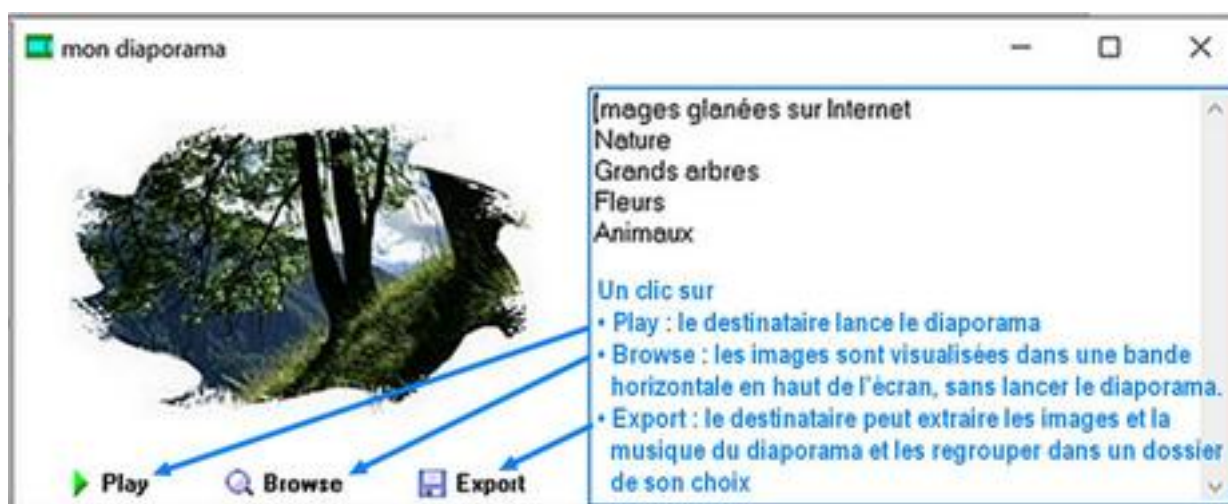 mon diaporama
Images glanées sur Internet
Nature
Grands arbres
Fleurs
Animaux
Un clic sur
• Play : le destinataire lance le diaporama
• Browse : les images sont visualisées dans une bande
horizontale en haut de l'écran, sans lancer le diaporama.
• Export : le destinataire peut extraire les images et la
musique du diaporama et les regrouper dans un dossier
de son choix
Play Browse Export